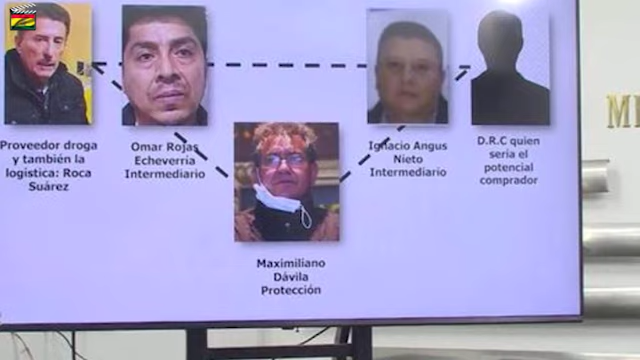 Proveedor droga
y también la
logística: Roca
Suárez
Omar Rojas
Echeverría
Intermediario
Ignacio Angus
Nieto
Intermediario
D.R.C quien
sería el
potencial
comprador
Maximiliano
Dávila
Protección